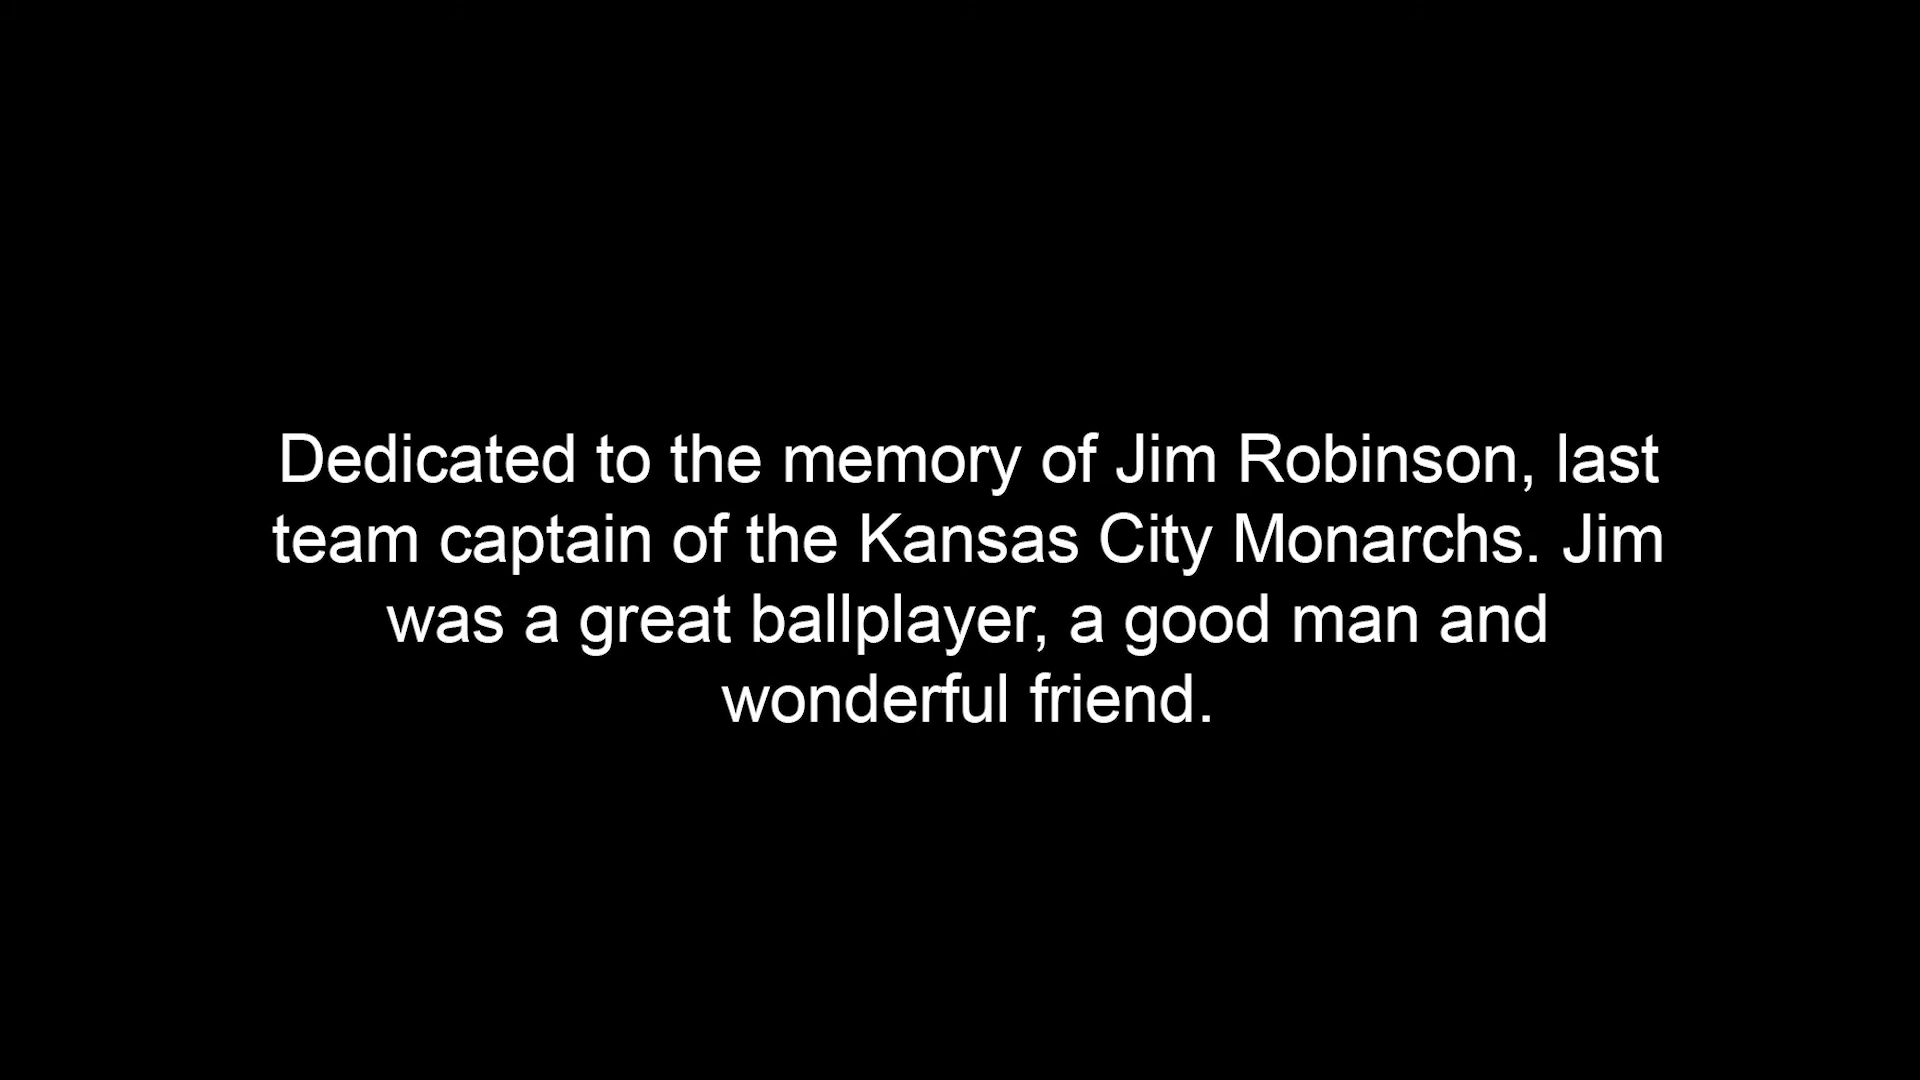 Dedicated to the memory of Jim Robinson, last
team captain of the Kansas City Monarchs. Jim
was a great ballplayer, a good man and
wonderful friend.